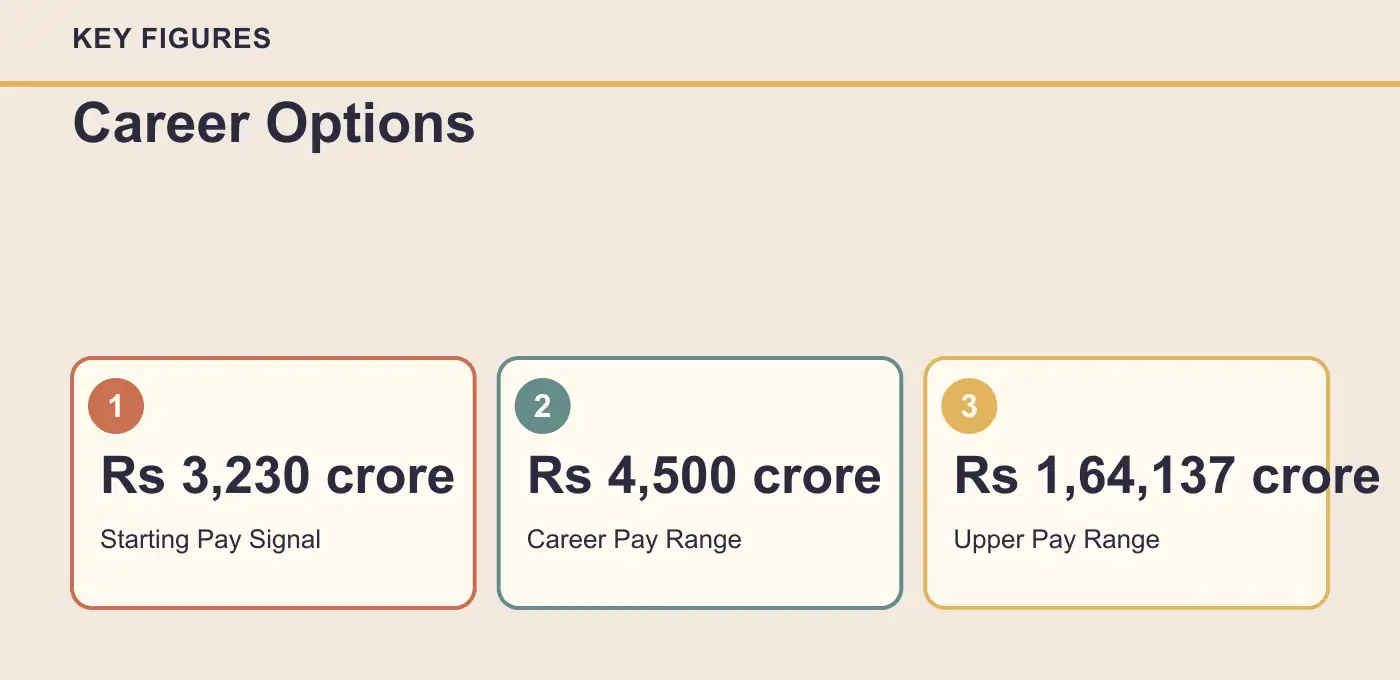 KEY FIGURES
Career Options
1
Rs 3,230 crore
Starting Pay Signal
2
Rs 4,500 crore
Career Pay Range
3
Rs 1,64,137 crore
Upper Pay Range